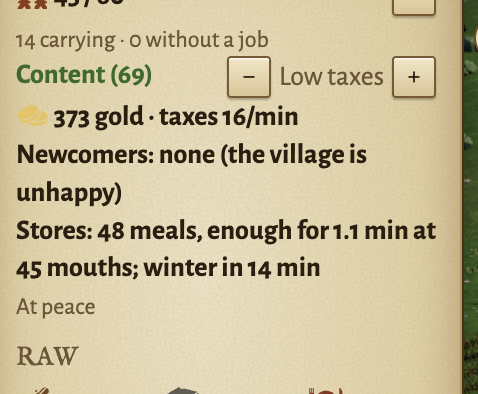 14 carrying · 0 without a job
Content (69) − Low taxes +
373 gold · taxes 16/min
Newcomers: none (the village is
unhappy)
Stores: 48 meals, enough for 1.1 min at
45 mouths; winter in 14 min
At peace
RAW